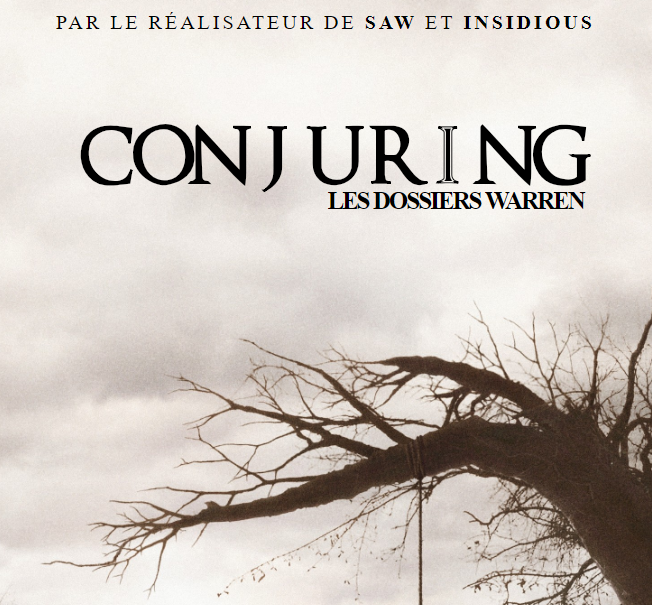 PAR LE RÉALISATEUR DE SAW ET INSIDIOUS
CONJURING
LES DOSSIERS WARREN